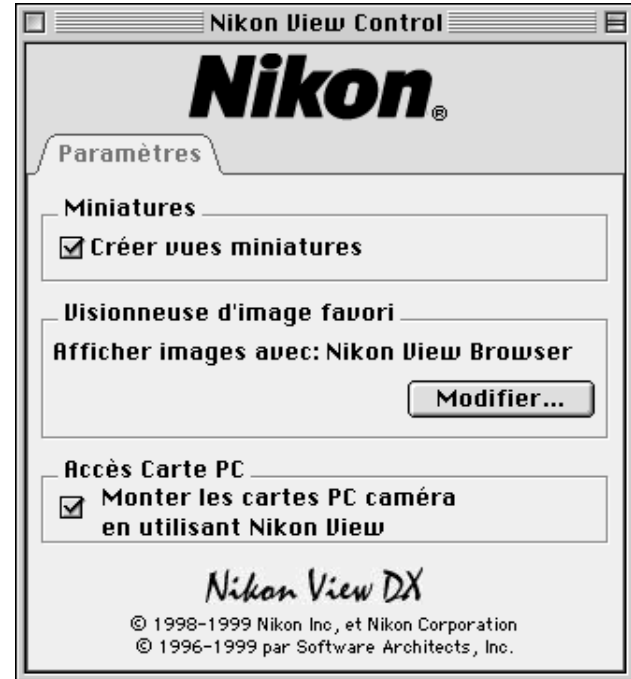 Nikon View Control
Nikon®
Paramètres
Miniatures
Créer vues miniatures
Visionneuse d'image favori
Afficher images avec: Nikon View Browser
Modifier...
Accès Carte PC
Monter les cartes PC caméra
en utilisant Nikon View
Nikon View DX
© 1998-1999 Nikon Inc, et Nikon Corporation
© 1996-1999 par Software Architects, Inc.